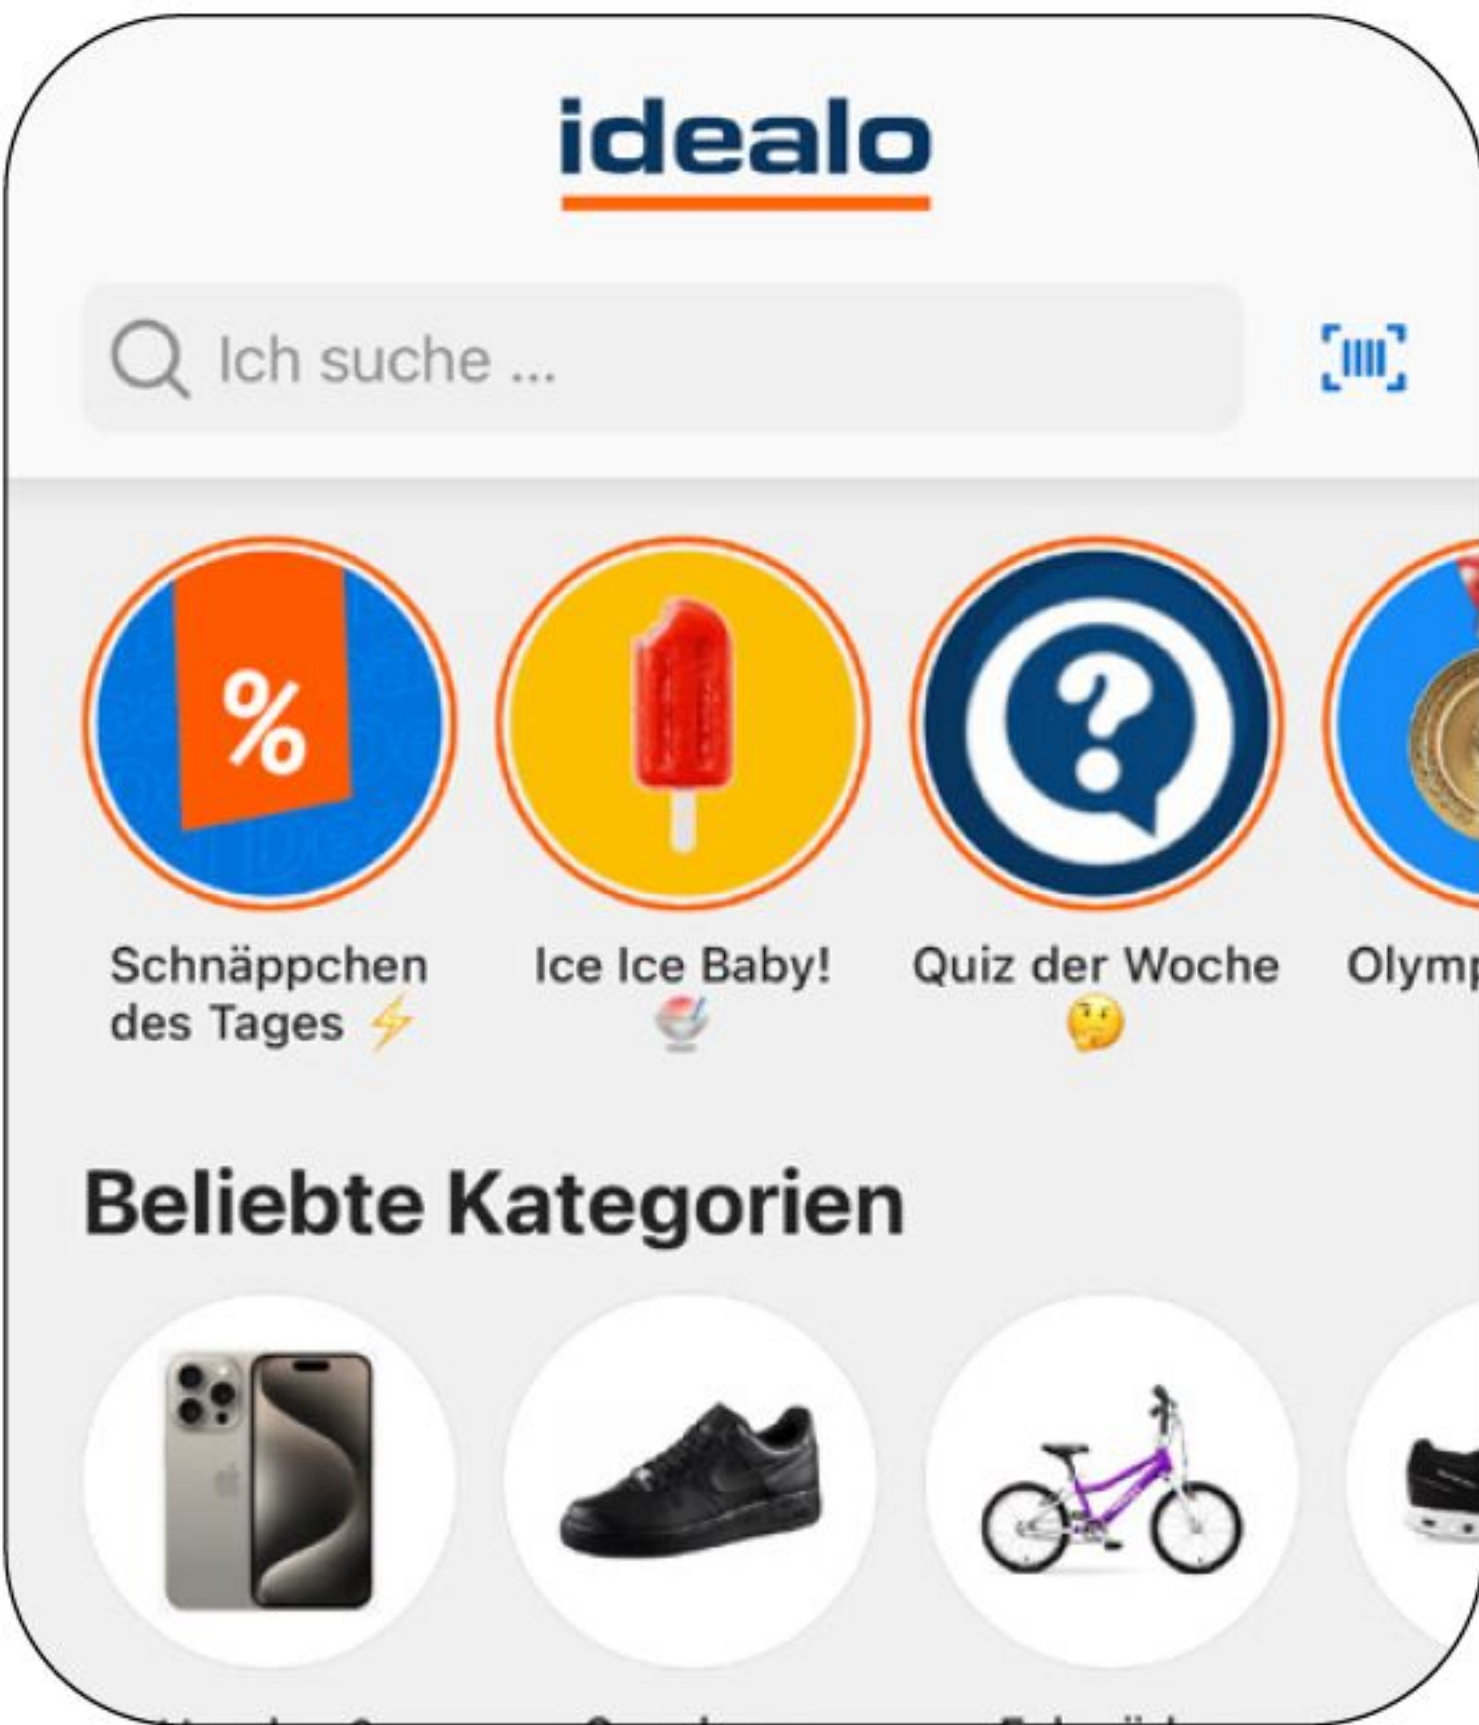 idealo
Ich suche ...
%
?
Schnäppchen
des Tages ⚡
Ice Ice Baby!
🍧
Quiz der Woche
🤔
Beliebte Kategorien